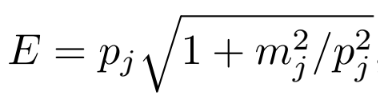 E = p_j\sqrt{1 + m_j^2/p_j^2}.